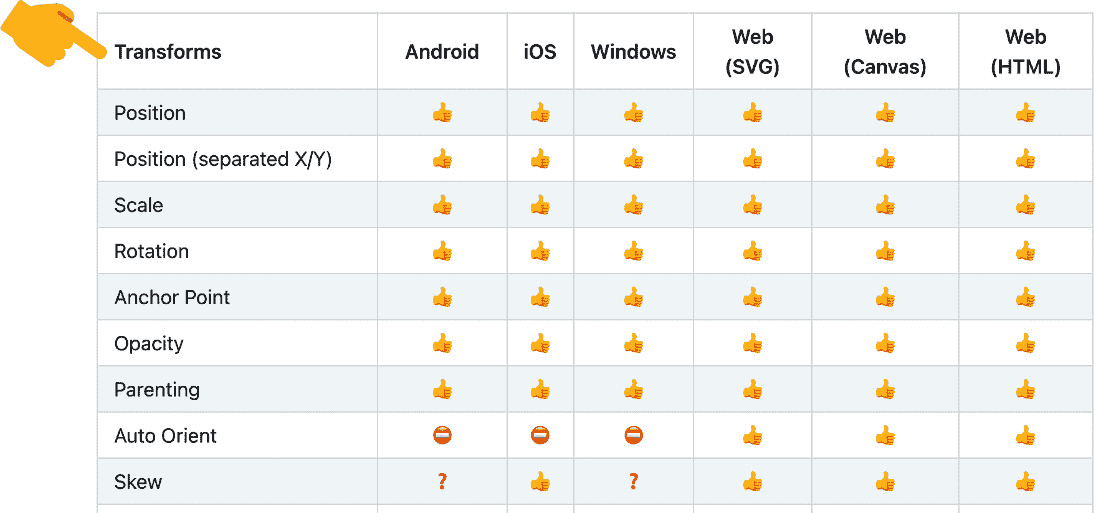 Transforms Android iOS Windows Web (SVG) Web (Canvas) Web (HTML)
Position 👍 👍 👍 👍 👍 👍
Position (separated X/Y) 👍 👍 👍 👍 👍 👍
Scale 👍 👍 👍 👍 👍 👍
Rotation 👍 👍 👍 👍 👍 👍
Anchor Point 👍 👍 👍 👍 👍 👍
Opacity 👍 👍 👍 👍 👍 👍
Parenting 👍 👍 👍 👍 👍 👍
Auto Orient ⛔ ⛔ ⛔ 👍 👍 👍
Skew ❓ 👍 ❓ 👍 👍 👍